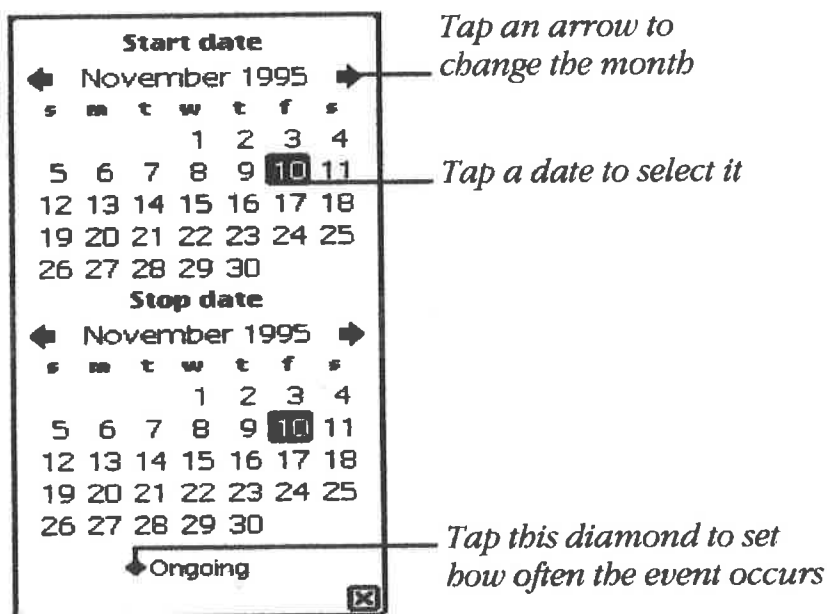 Start date
November 1995
s m t w t f s
1 2 3 4
5 6 7 8 9 10 11
12 13 14 15 16 17 18
19 20 21 22 23 24 25
26 27 28 29 30
Stop date
November 1995
s m t w t f s
1 2 3 4
5 6 7 8 9 10 11
12 13 14 15 16 17 18
19 20 21 22 23 24 25
26 27 28 29 30
Ongoing
Tap an arrow to
change the month
Tap a date to select it
Tap this diamond to set
how often the event occurs